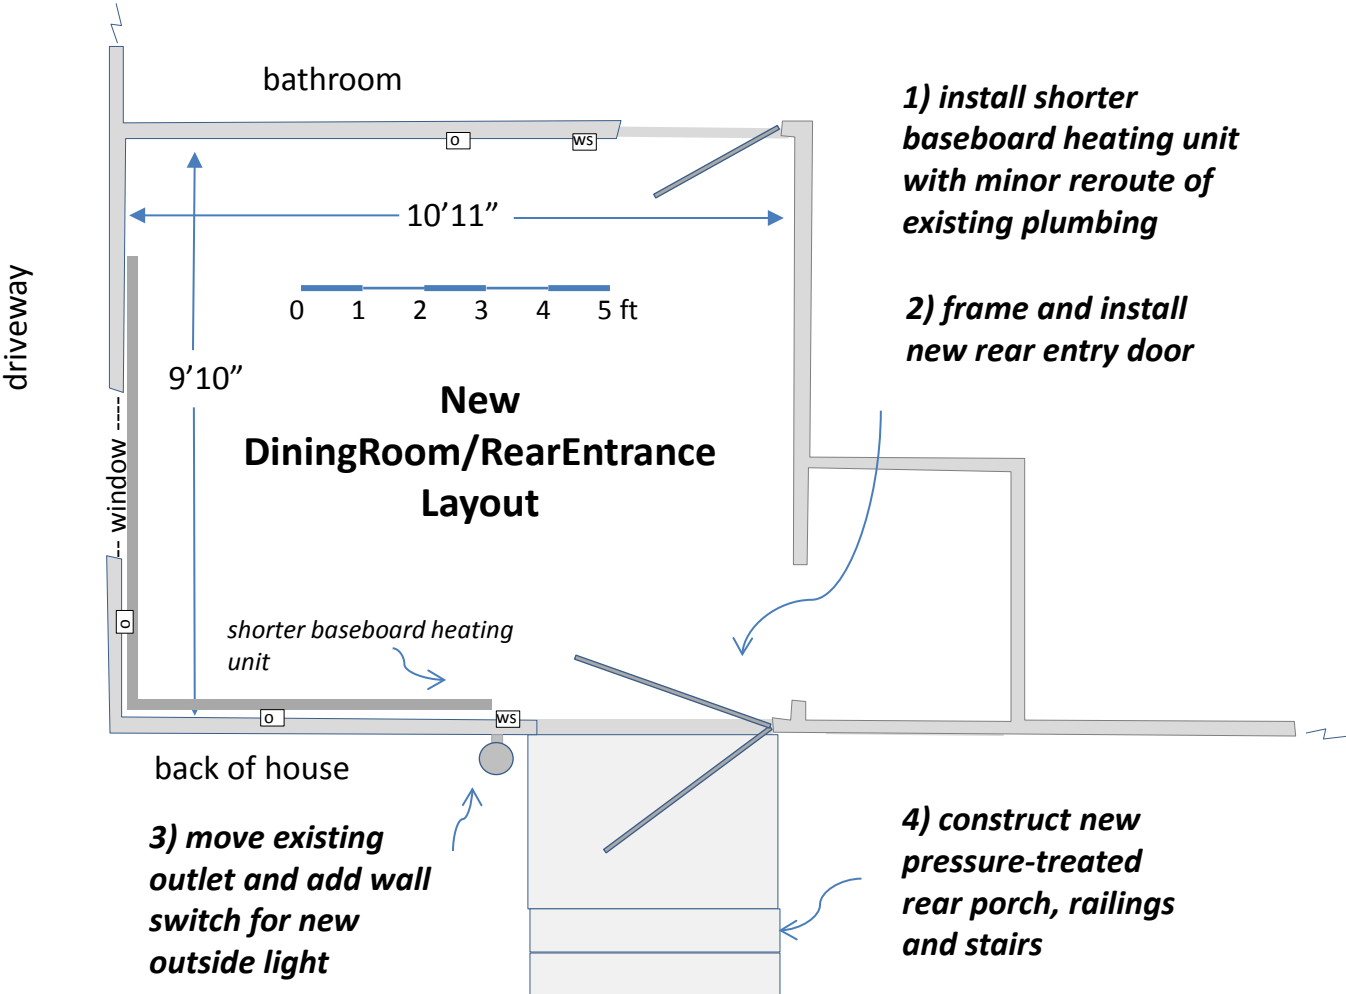 bathroom
1) install shorter
baseboard heating unit
with minor reroute of
existing plumbing
o
ws
10’11”
driveway
0 1 2 3 4 5 ft
2) frame and install
new rear entry door
9’10”
New
DiningRoom/RearEntrance
Layout
-- window -----
o
shorter baseboard heating
unit
o
ws
back of house
3) move existing
outlet and add wall
switch for new
outside light
4) construct new
pressure-treated
rear porch, railings
and stairs